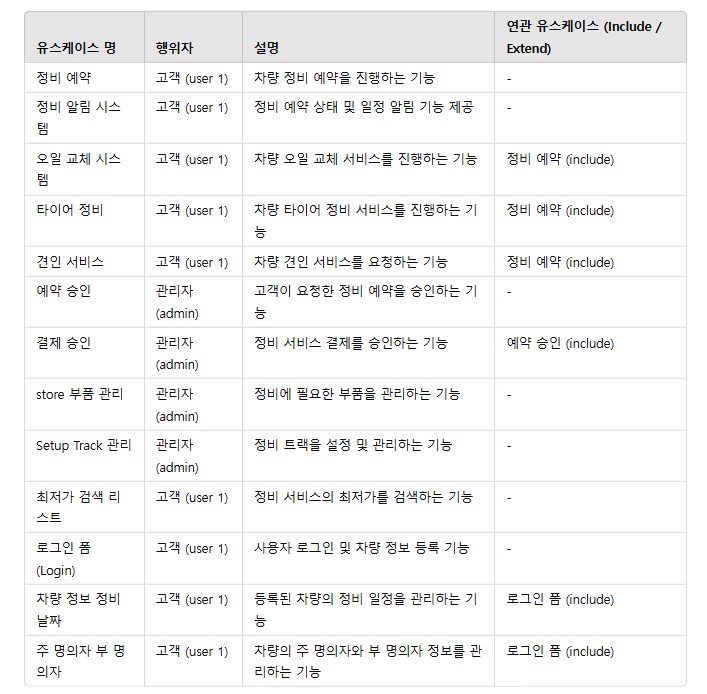 유스케이스 명 행위자 설명 연관 유스케이스 (Include /
Extend)
정비 예약 고객 (user 1) 차량 정비 예약을 진행하는 기능 -
정비 알림 시스 고객 (user 1) 정비 예약 상태 및 일정 알림 기능 제공 -
템
오일 교체 시스 고객 (user 1) 차량 오일 교체 서비스를 진행하는 기능 정비 예약 (include)
템
타이어 정비 고객 (user 1) 차량 타이어 정비 서비스를 진행하는 기 정비 예약 (include)
능
견인 서비스 고객 (user 1) 차량 견인 서비스를 요청하는 기능 정비 예약 (include)
예약 승인 관리자 고객이 요청한 정비 예약을 승인하는 기 -
(admin) 능
결제 승인 관리자 정비 서비스 결제를 승인하는 기능 예약 승인 (include)
(admin)
store 부품 관리 관리자 정비에 필요한 부품을 관리하는 기능 -
(admin)
Setup Track 관리 관리자 정비 트랙을 설정 및 관리하는 기능 -
(admin)
최저가 검색 리 고객 (user 1) 정비 서비스의 최저가를 검색하는 기능 -
스트
로그인 폼 고객 (user 1) 사용자 로그인 및 차량 정보 등록 기능 -
(Login)
차량 정보 정비 고객 (user 1) 등록된 차량의 정비 일정을 관리하는 기 로그인 폼 (include)
날짜 능
주 명의자 부 명 고객 (user 1) 차량의 주 명의자와 부 명의자 정보를 관 로그인 폼 (include)
의자 리하는 기능